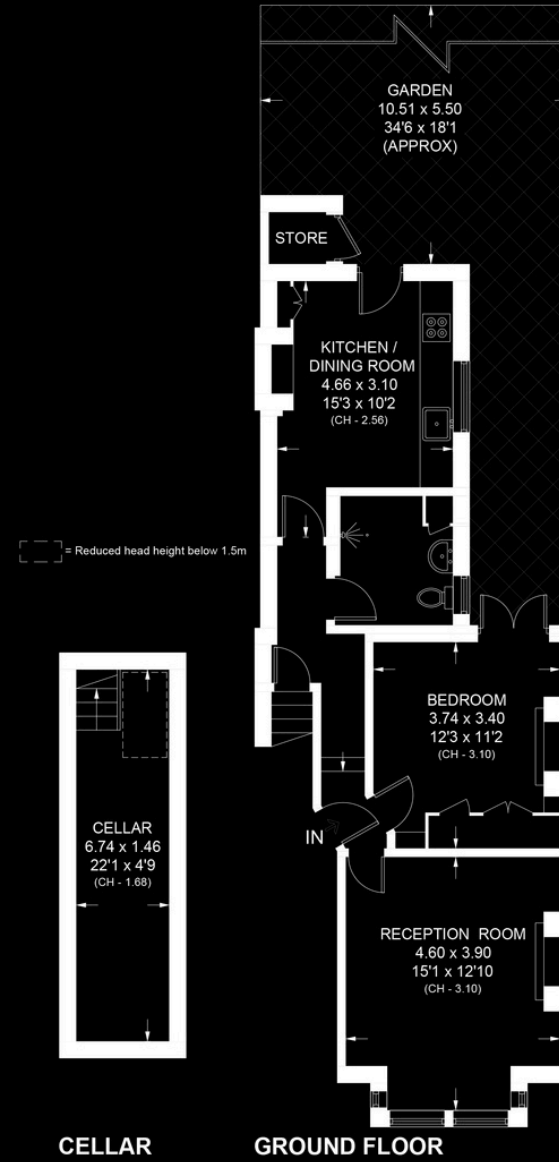 GARDEN
10.51 x 5.50
34'6 x 18'1
(APPROX)
STORE
KITCHEN /
DINING ROOM
4.66 x 3.10
15'3 x 10'2
(CH - 2.56)
= Reduced head height below 1.5m
BEDROOM
3.74 x 3.40
12'3 x 11'2
(CH - 3.10)
CELLAR
6.74 x 1.46
22'1 x 4'9
(CH - 1.68)
IN
RECEPTION ROOM
4.60 x 3.90
15'1 x 12'10
(CH - 3.10)
CELLAR
GROUND FLOOR